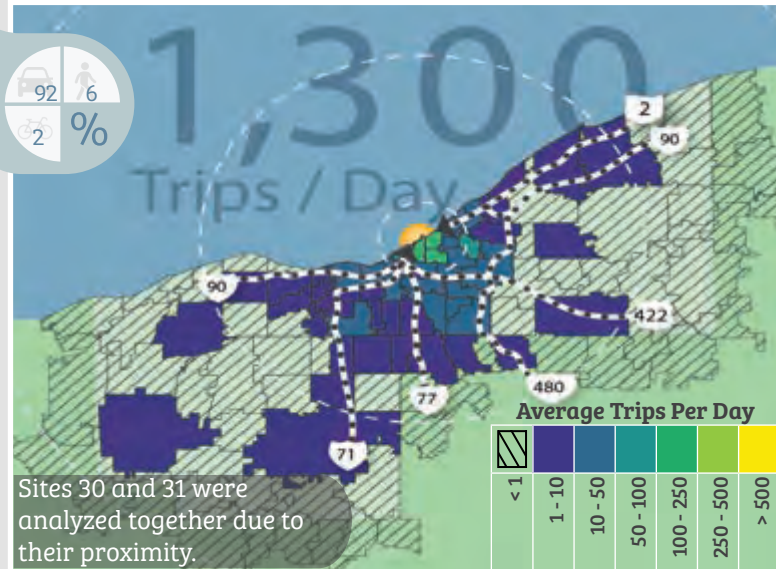 1,300
Trips / Day
92
6
2
%
2
90
90
422
480
77
71
Average Trips Per Day
< 1
1 - 10
10 - 50
50 - 100
100 - 250
250 - 500
> 500
Sites 30 and 31 were
analyzed together due to
their proximity.